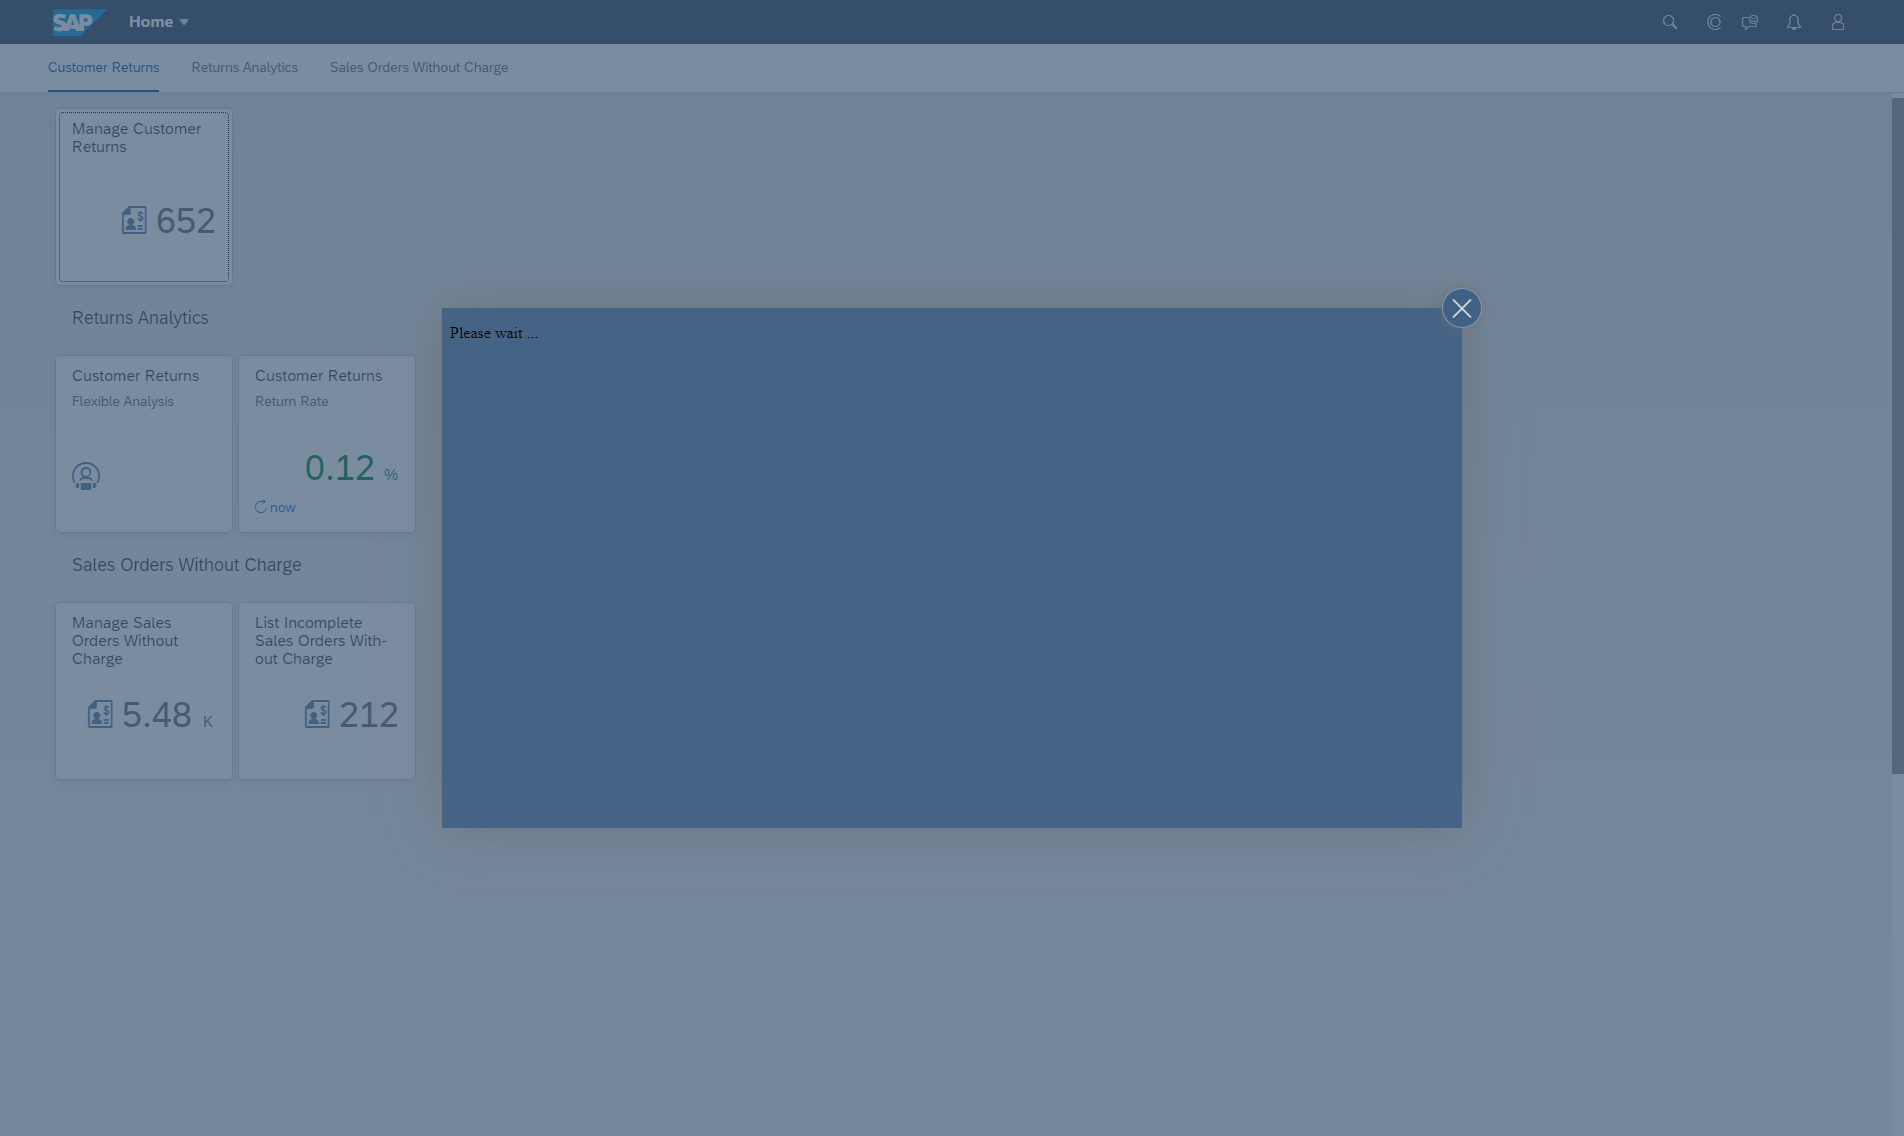 SAP Home
Customer Returns Returns Analytics Sales Orders Without Charge
Manage Customer
Returns
652
Returns Analytics
Customer Returns
Flexible Analysis
Customer Returns
Return Rate
0.12 %
now
Sales Orders Without Charge
Manage Sales
Orders Without
Charge
5.48 K
List Incomplete
Sales Orders With-
out Charge
212
Please wait ...